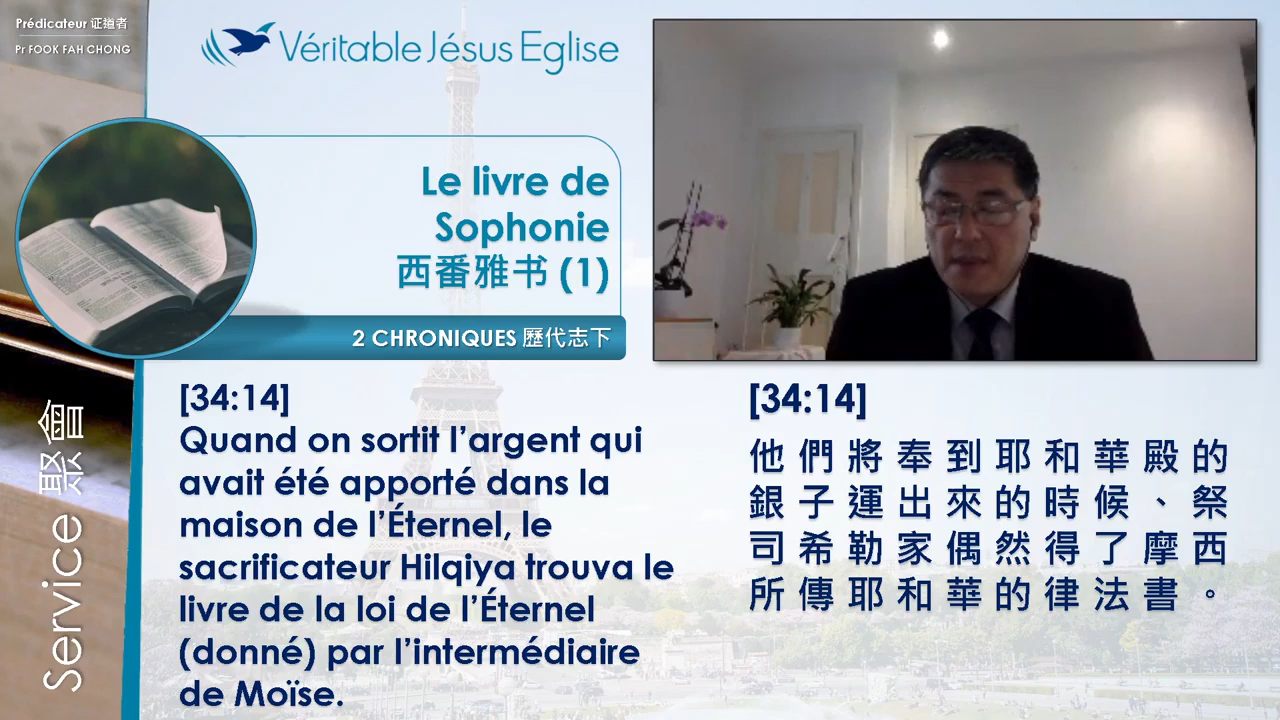 Prédicateur 证道者
Pr FOOK FAH CHONG
Véritable Jésus Eglise
Le livre de
Sophonie
西番雅书 (1)
2 CHRONIQUES 歷代志下
Service 聚會
[34:14]
Quand on sortit l’argent qui
avait été apporté dans la
maison de l’Éternel, le
sacrificateur Hilqiya trouva le
livre de la loi de l’Éternel
(donné) par l’intermédiaire
de Moïse.
[34:14]
他們將奉到耶和華殿的
銀子運出來的時候、祭
司希勒家偶然得了摩西
所傳耶和華的律法書。